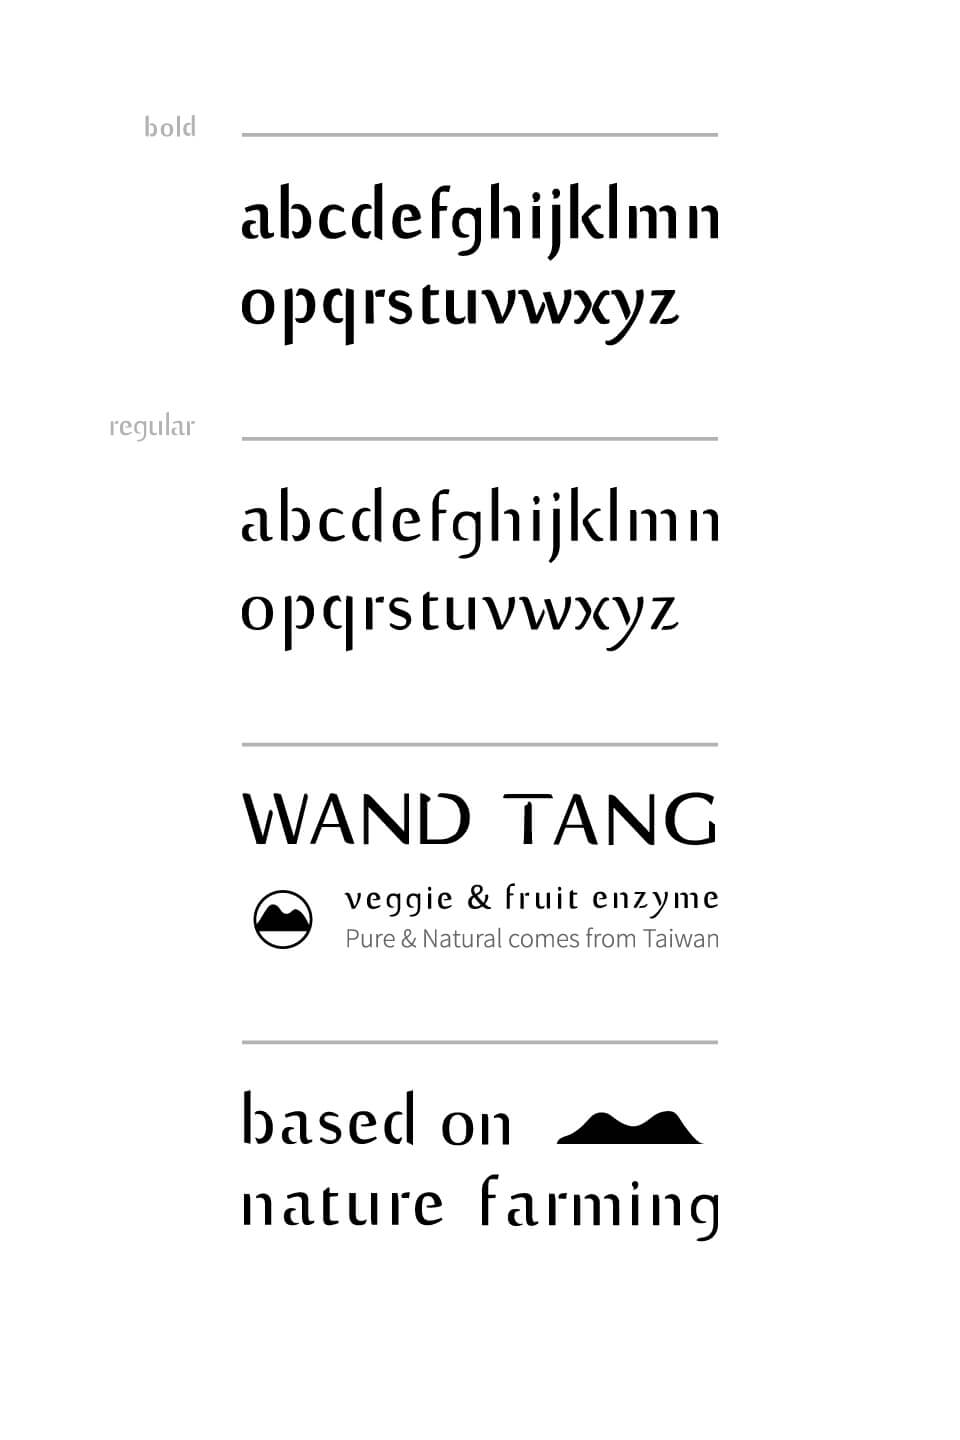 bold
abcdefghijklmn
opqrstuvwxyz
regular
abcdefghijklmn
opqrstuvwxyz
WAND TANG
veggie & fruit enzyme
Pure & Natural comes from Taiwan
based on
nature farming